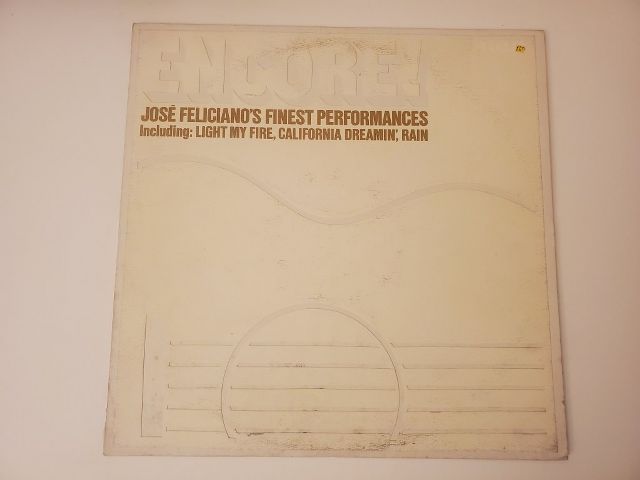 ENCORE!
JOSÉ FELICIANO'S FINEST PERFORMANCES
Including: LIGHT MY FIRE, CALIFORNIA DREAMIN', RAIN